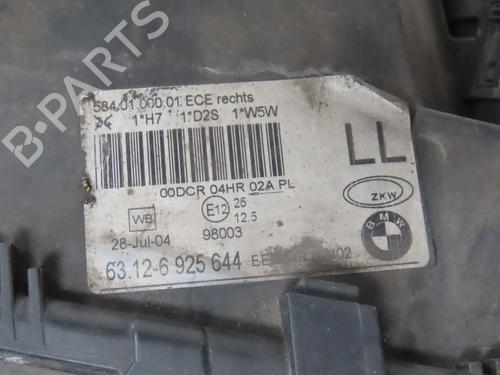 B-PARTS
584.01.000.01 ECE rechts
1*H7 1*D2S 1*W5W
LL
00DCR 04HR 02A PL
ZKW
WB E12 25
12.5
28-Jul-04 98003
BMW
63.12-6 925 644